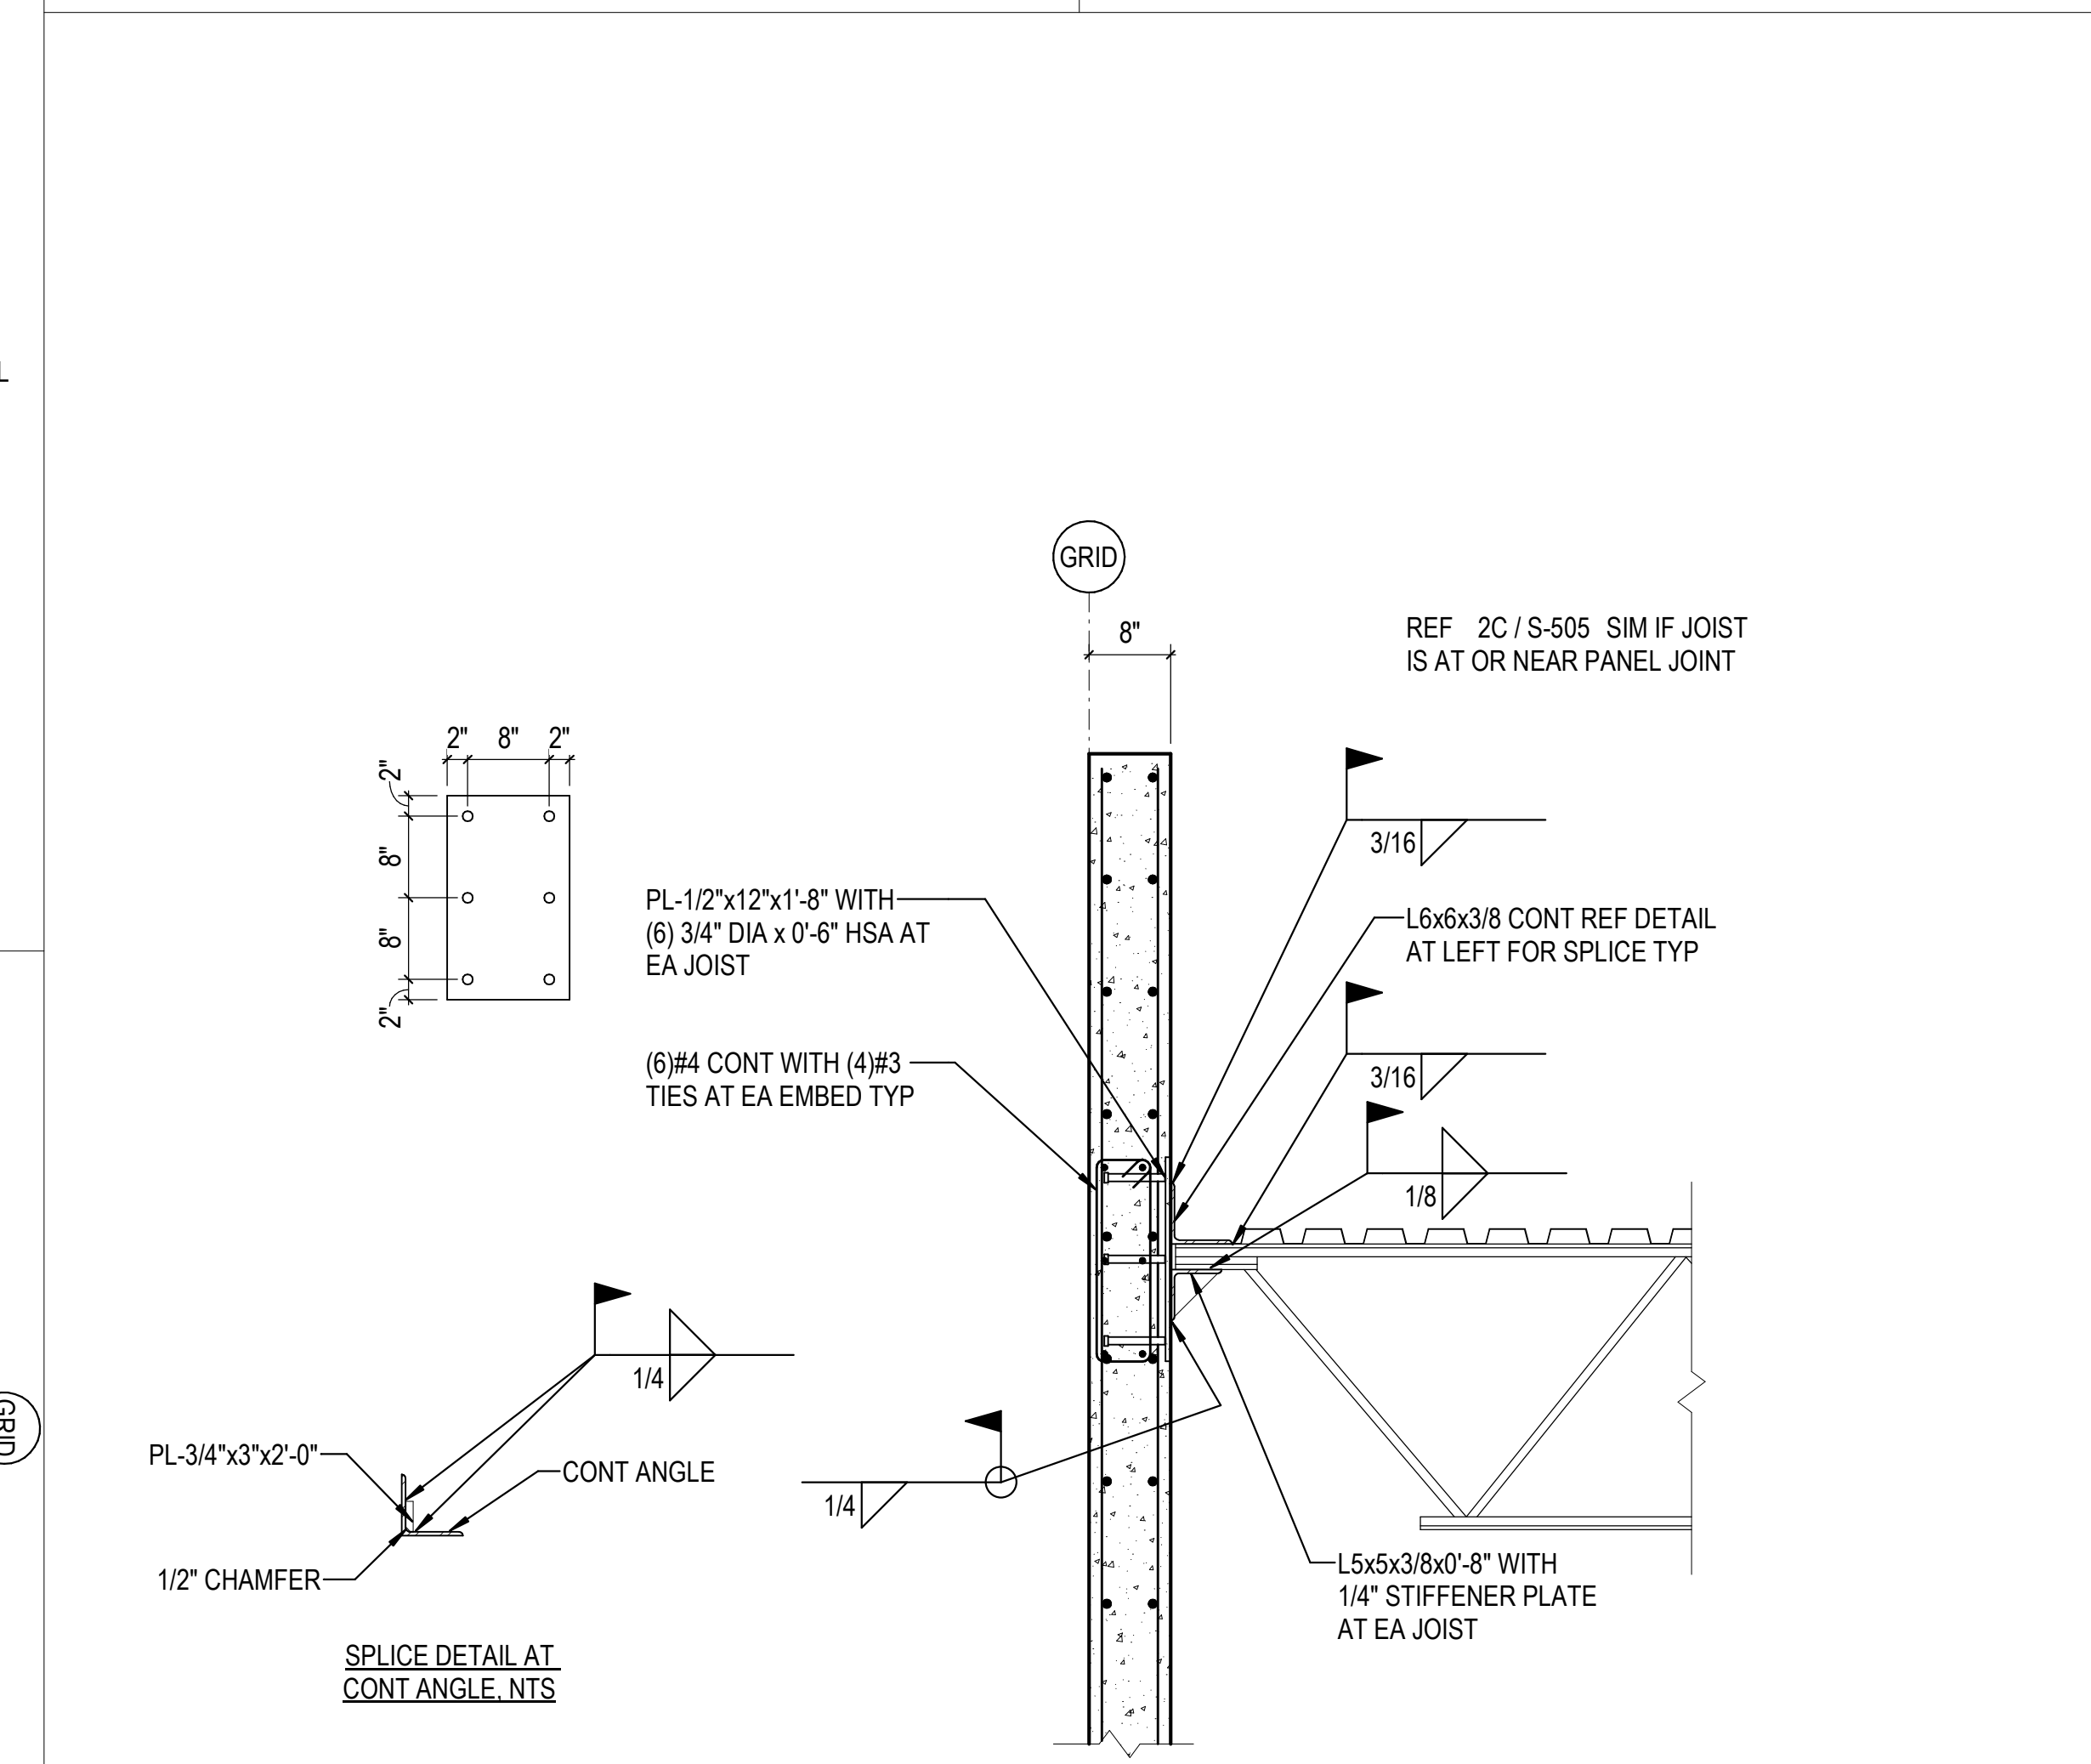 GRID
8"
REF 2C / S-505 SIM IF JOIST
IS AT OR NEAR PANEL JOINT
2" 8" 2"
2"
8"
8"
2"
3/16
PL-1/2"x12"x1'-8" WITH
(6) 3/4" DIA x 0'-6" HSA AT
EA JOIST
L6x6x3/8 CONT REF DETAIL
AT LEFT FOR SPLICE TYP
3/16
(6)#4 CONT WITH (4)#3
TIES AT EA EMBED TYP
1/8
1/4
GRID
PL-3/4"x3"x2'-0"
CONT ANGLE
1/4
1/2" CHAMFER
L5x5x3/8x0'-8" WITH
1/4" STIFFENER PLATE
AT EA JOIST
SPLICE DETAIL AT
CONT ANGLE, NTS